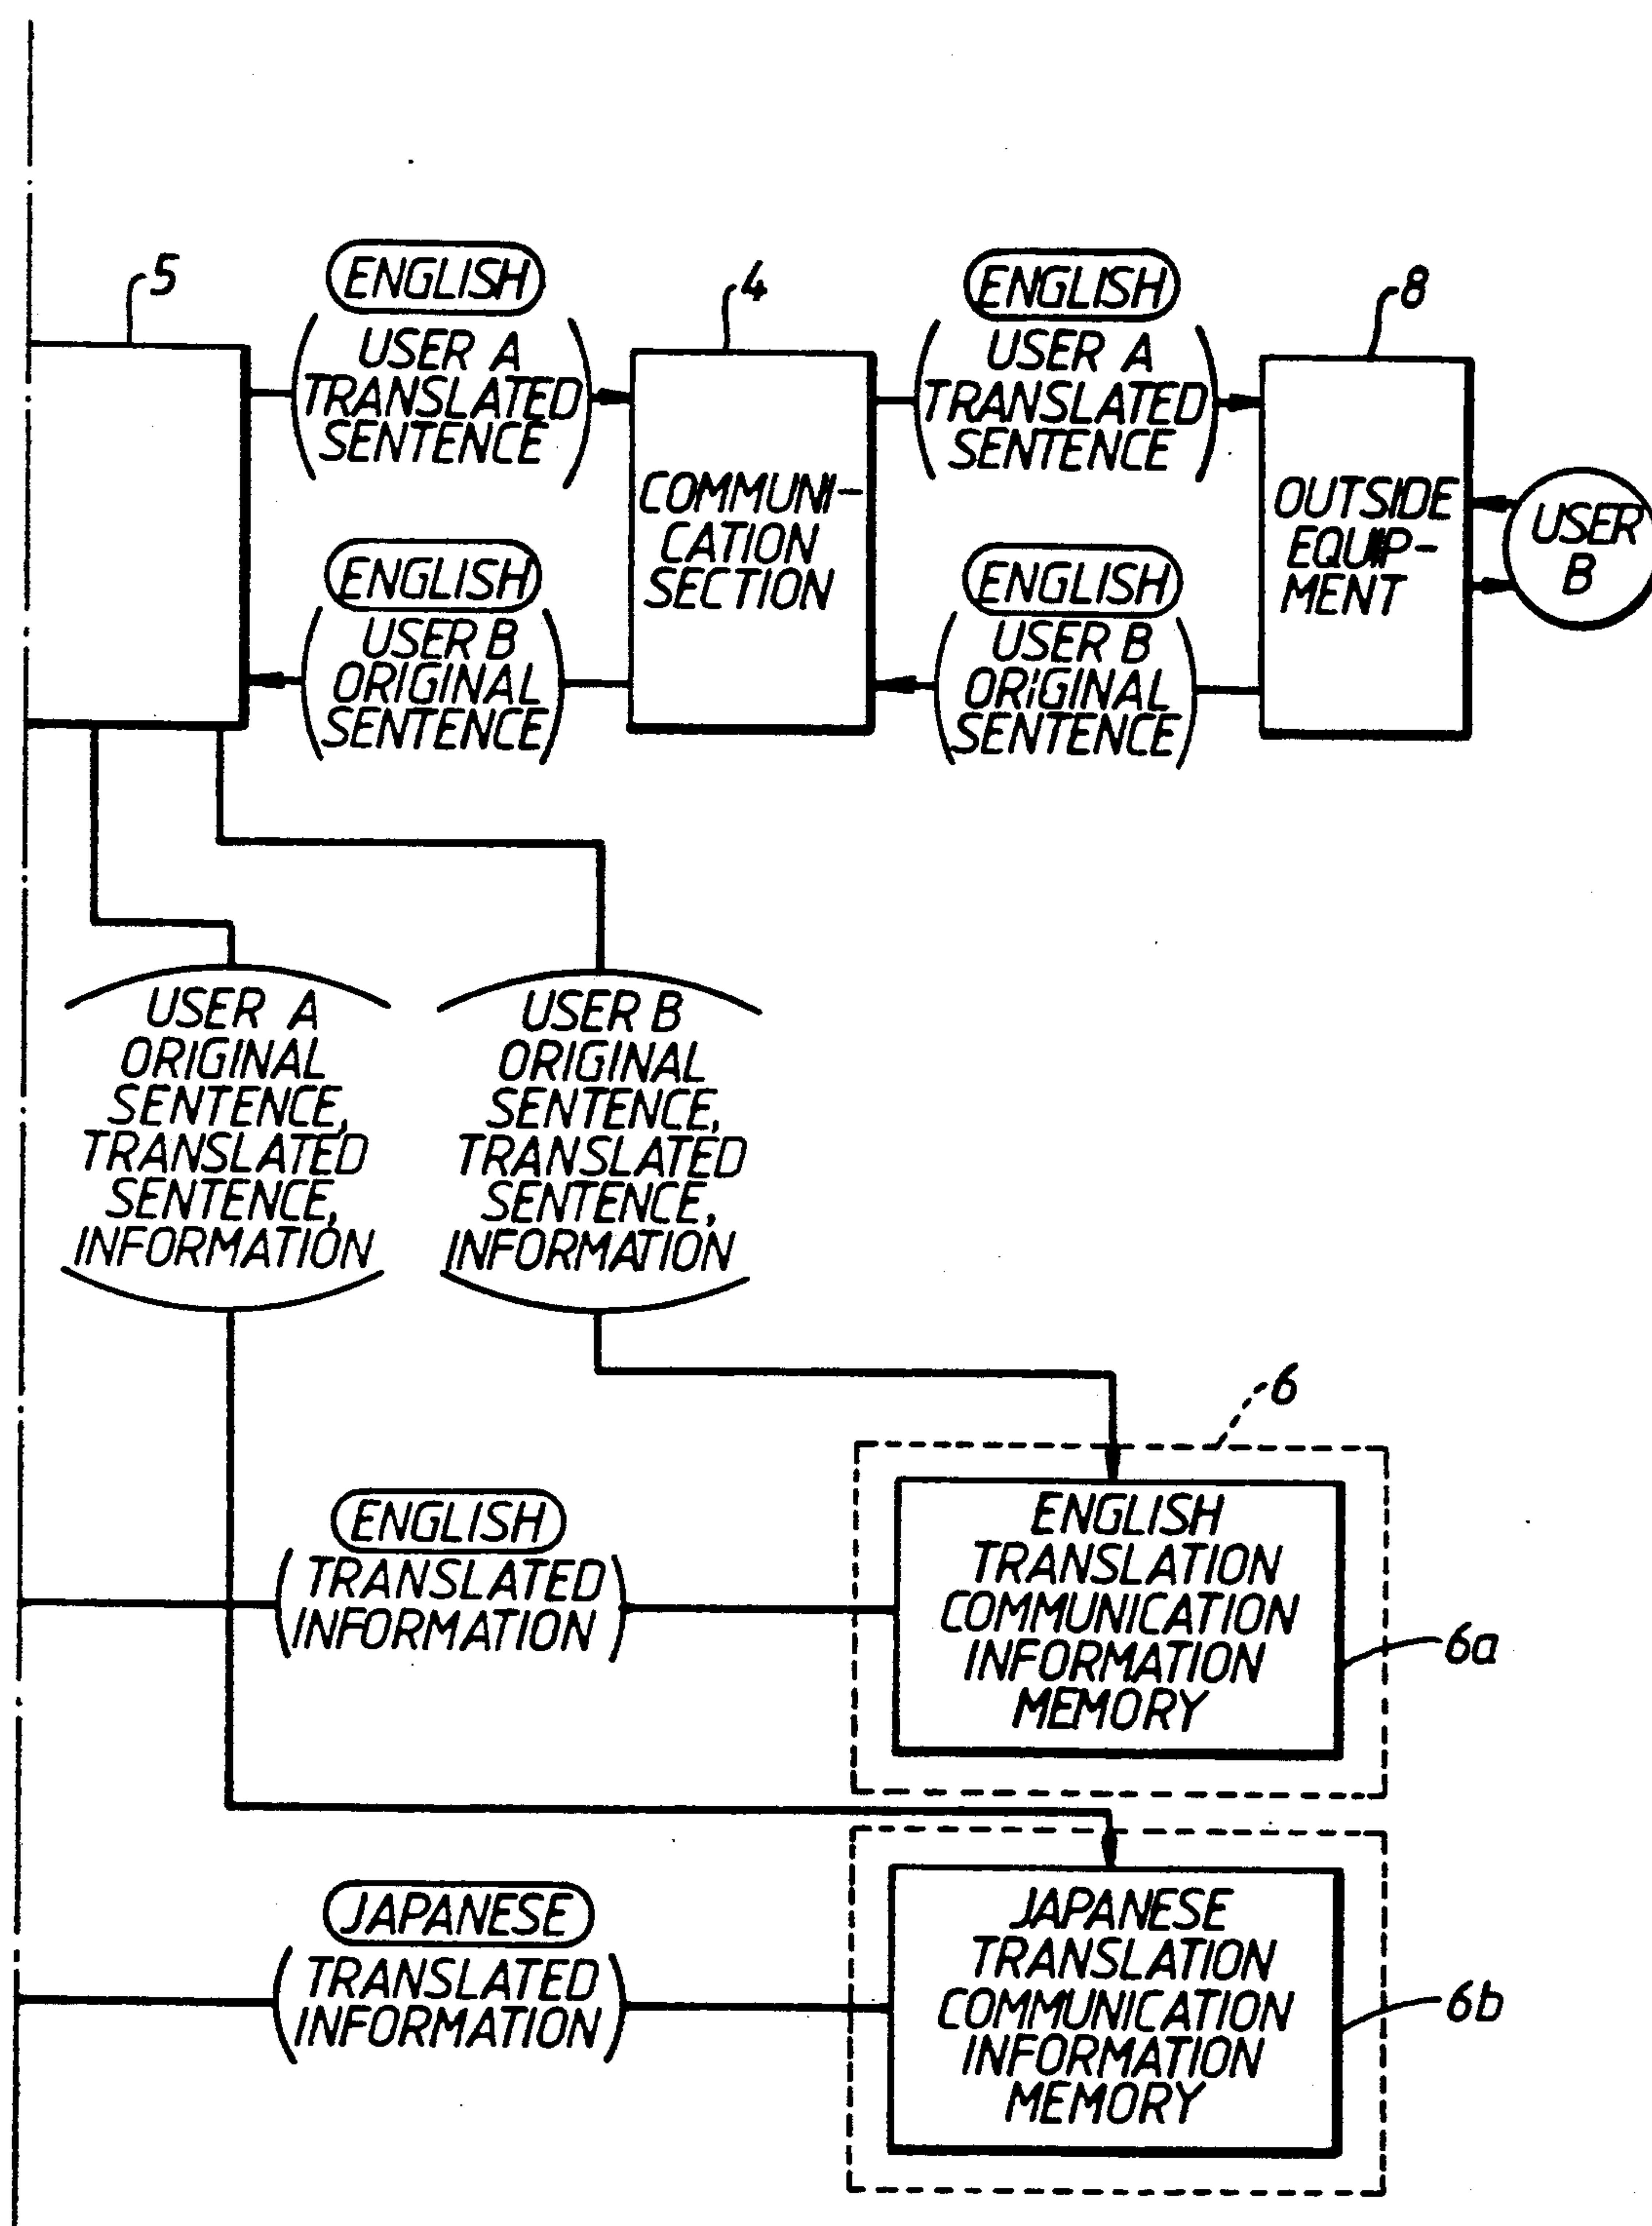 5
ENGLISH
USER A
TRANSLATED
SENTENCE
4
ENGLISH
USER A
TRANSLATED
SENTENCE
8
COMMUNI-
CATION
SECTION
OUTSIDE
EQUIP-
MENT
USER
B
ENGLISH
USER B
ORIGINAL
SENTENCE
ENGLISH
USER B
ORIGINAL
SENTENCE
USER A
ORIGINAL
SENTENCE,
TRANSLATED
SENTENCE,
INFORMATION
USER B
ORIGINAL
SENTENCE,
TRANSLATED
SENTENCE,
INFORMATION
6
ENGLISH
TRANSLATED
INFORMATION
ENGLISH
TRANSLATION
COMMUNICATION
INFORMATION
MEMORY
6a
JAPANESE
TRANSLATED
INFORMATION
JAPANESE
TRANSLATION
COMMUNICATION
INFORMATION
MEMORY
6b